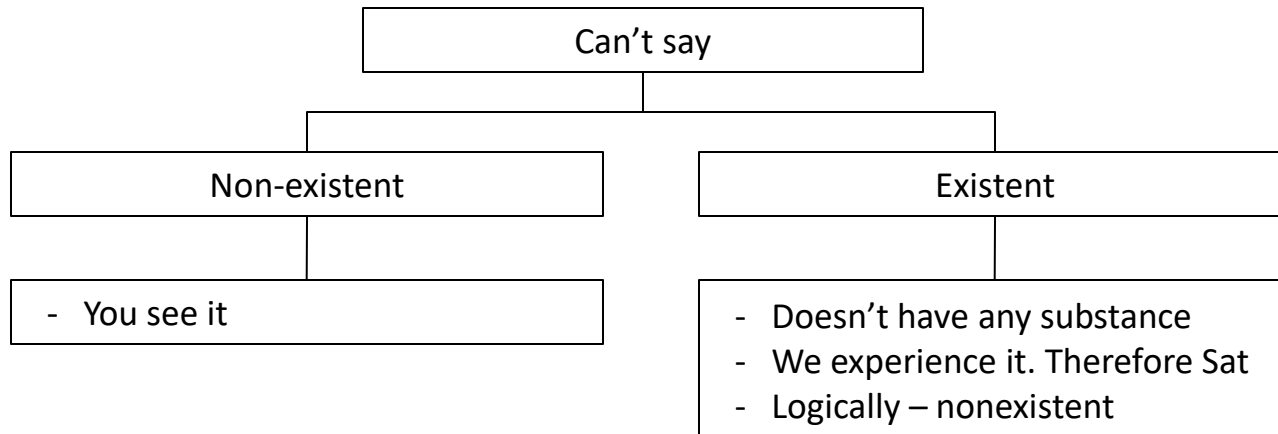 Can’t say
Non-existent
Existent
- You see it
- Doesn’t have any substance
- We experience it. Therefore Sat
- Logically – nonexistent